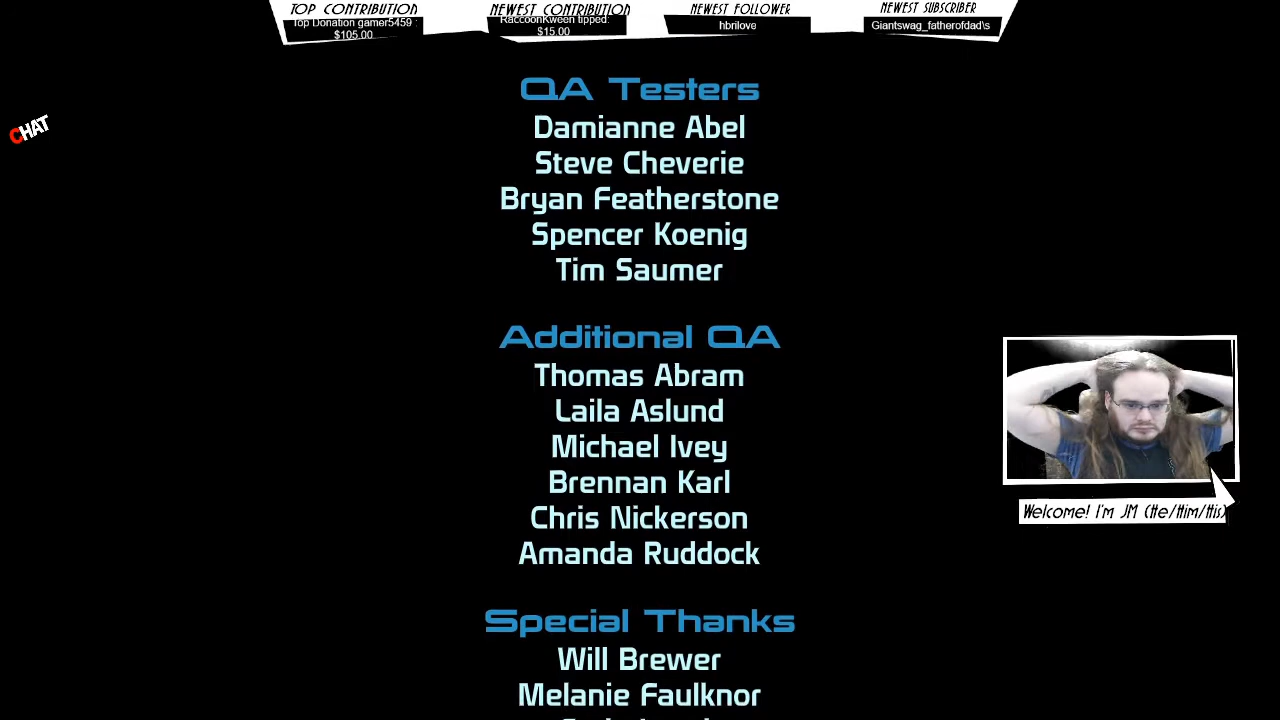 TOP CONTRIBUTION
Top Donation gamer5459 :
$105.00
NEWEST CONTRIBUTION
RaccoonKween tipped:
$15.00
NEWEST FOLLOWER
hbrilove
NEWEST SUBSCRIBER
Giantswag_fatherofdad\s
CHAT
QA Testers
Damianne Abel
Steve Cheverie
Bryan Featherstone
Spencer Koenig
Tim Saumer
Additional QA
Thomas Abram
Laila Aslund
Michael Ivey
Brennan Karl
Chris Nickerson
Amanda Ruddock
Special Thanks
Will Brewer
Melanie Faulknor
Welcome! I'm JM (He/Him/His)